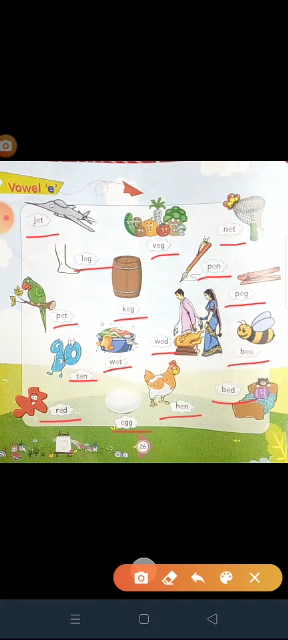 Vowel 'e'
jet
net
veg
leg
pen
peg
pet
keg
wed
bee
wet
ten
bed
red
hen
egg
26